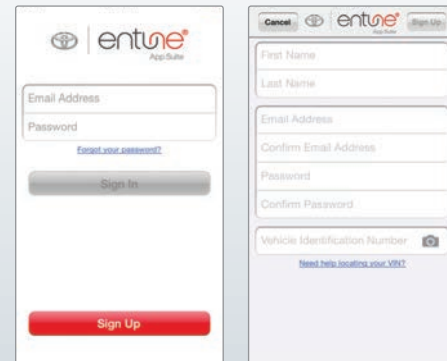 entune
App Suite
Email Address
Password
Forgot your password?
Sign In
Sign Up
Cancel entune Sign Up
App Suite
First Name
Last Name
Email Address
Confirm Email Address
Password
Confirm Password
Vehicle Identification Number
Need help locating your VIN?